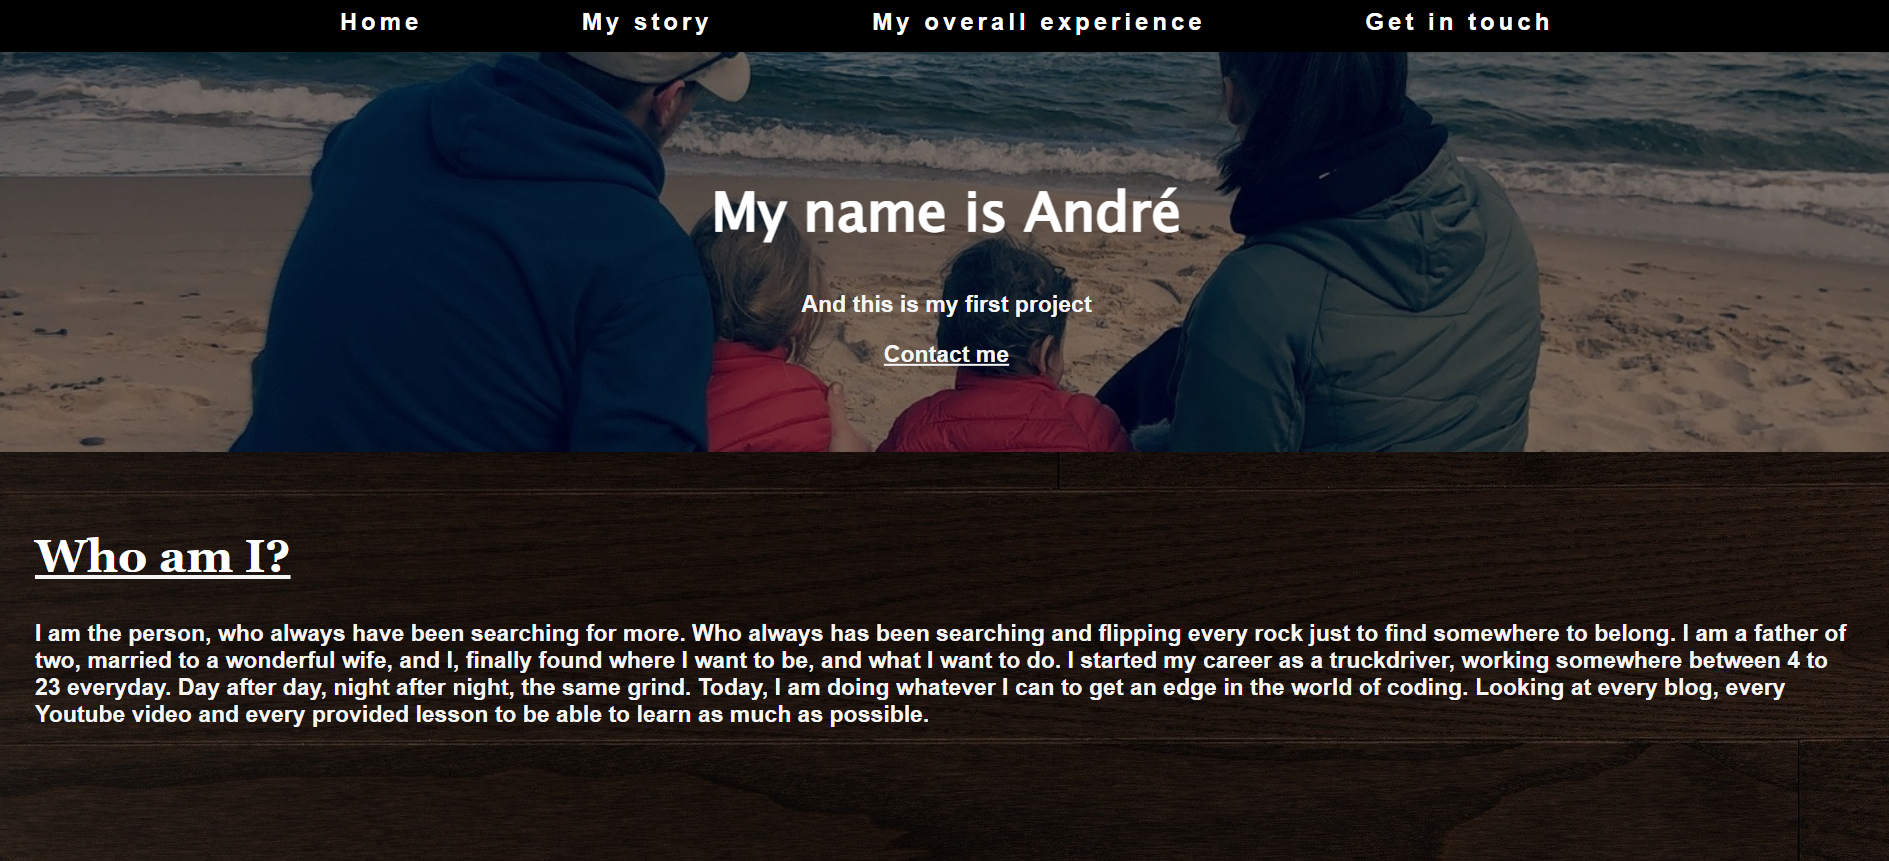 Home My story My overall experience Get in touch
My name is André
And this is my first project
Contact me
Who am I?
I am the person, who always have been searching for more. Who always has been searching and flipping every rock just to find somewhere to belong. I am a father of
two, married to a wonderful wife, and I, finally found where I want to be, and what I want to do. I started my career as a truckdriver, working somewhere between 4 to
23 everyday. Day after day, night after night, the same grind. Today, I am doing whatever I can to get an edge in the world of coding. Looking at every blog, every
Youtube video and every provided lesson to be able to learn as much as possible.